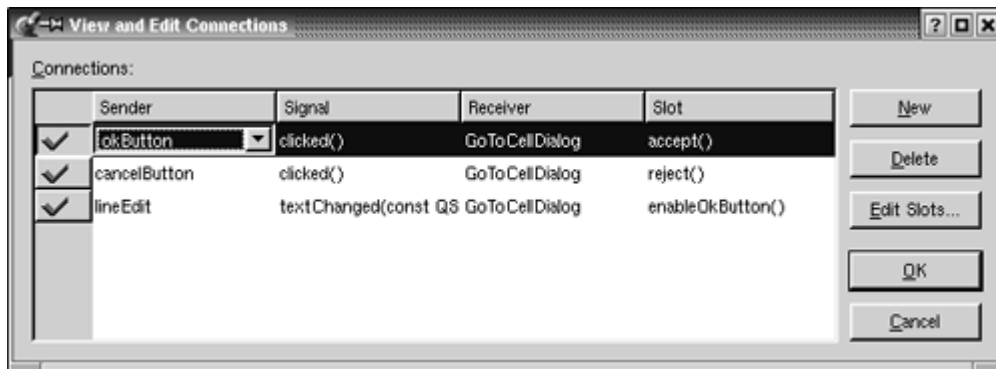 View and Edit Connections
Connections:
Sender Signal Receiver Slot
okButton clicked() GoToCellDialog accept()
cancelButton clicked() GoToCellDialog reject()
lineEdit textChanged(const QS GoToCellDialog enableOkButton()
New
Delete
Edit Slots...
OK
Cancel